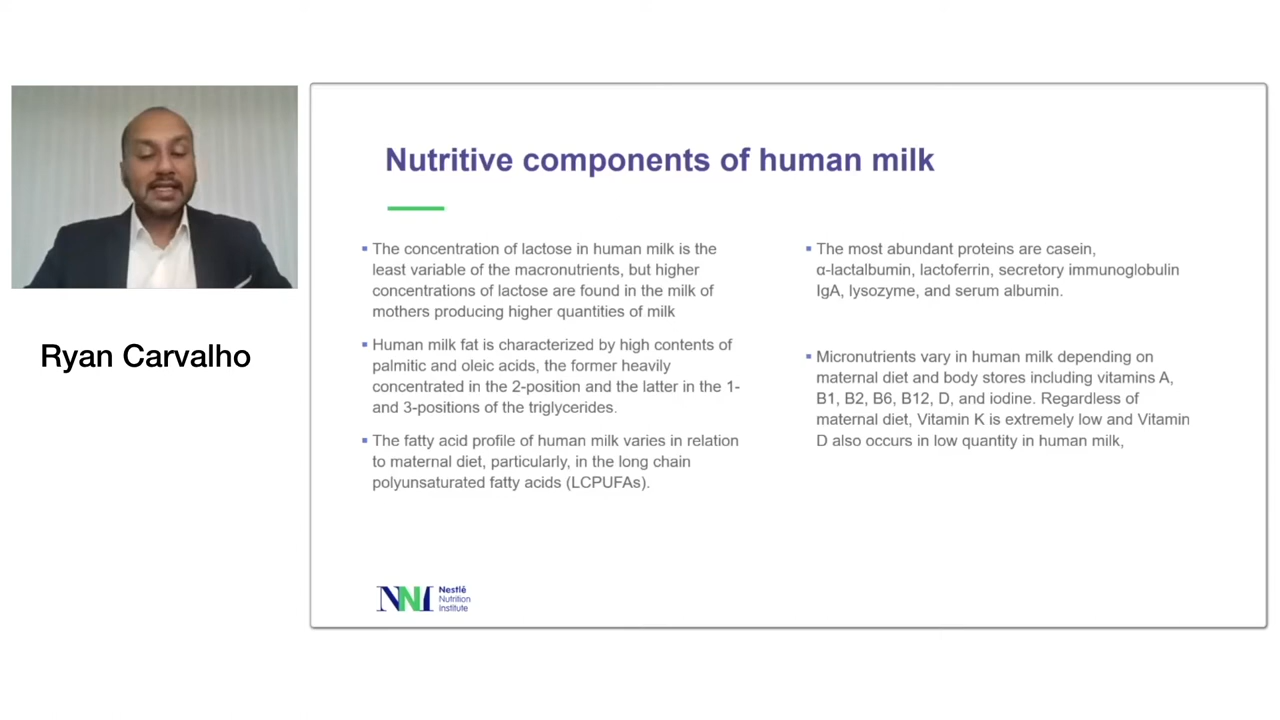 Ryan Carvalho
Nutritive components of human milk
▪ The concentration of lactose in human milk is the
least variable of the macronutrients, but higher
concentrations of lactose are found in the milk of
mothers producing higher quantities of milk
▪ Human milk fat is characterized by high contents of
palmitic and oleic acids, the former heavily
concentrated in the 2-position and the latter in the 1-
and 3-positions of the triglycerides.
▪ The fatty acid profile of human milk varies in relation
to maternal diet, particularly, in the long chain
polyunsaturated fatty acids (LCPUFAs).
▪ The most abundant proteins are casein,
α-lactalbumin, lactoferrin, secretory immunoglobulin
IgA, lysozyme, and serum albumin.
▪ Micronutrients vary in human milk depending on
maternal diet and body stores including vitamins A,
B1, B2, B6, B12, D, and iodine. Regardless of
maternal diet, Vitamin K is extremely low and Vitamin
D also occurs in low quantity in human milk,
NNI
Nestlé
Nutrition
Institute